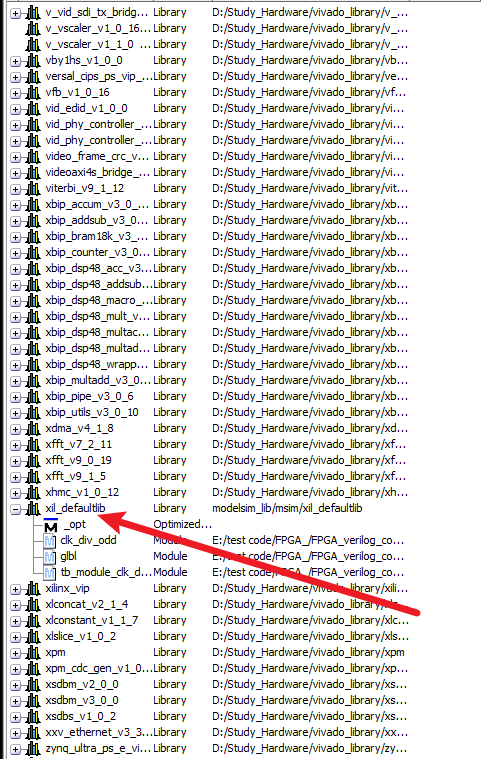 v_vid_sdi_tx_bridg... Library D:/Study_Hardware/vivado_library/v_...
v_vscaler_v1_0_16... Library D:/Study_Hardware/vivado_library/v_...
v_vscaler_v1_1_0 Library D:/Study_Hardware/vivado_library/v_...
vby1hs_v1_0_0 Library D:/Study_Hardware/vivado_library/vb...
versal_cips_ps_vip_... Library D:/Study_Hardware/vivado_library/ve...
vfb_v1_0_16 Library D:/Study_Hardware/vivado_library/vf...
vid_edid_v1_0_0 Library D:/Study_Hardware/vivado_library/vi...
vid_phy_controller_... Library D:/Study_Hardware/vivado_library/vi...
vid_phy_controller_... Library D:/Study_Hardware/vivado_library/vi...
video_frame_crc_v... Library D:/Study_Hardware/vivado_library/vi...
videoaxi4s_bridge_... Library D:/Study_Hardware/vivado_library/vi...
viterbi_v9_1_12 Library D:/Study_Hardware/vivado_library/vit...
xbip_accum_v3_0_... Library D:/Study_Hardware/vivado_library/xb...
xbip_addsub_v3_0... Library D:/Study_Hardware/vivado_library/xb...
xbip_bram18k_v3_... Library D:/Study_Hardware/vivado_library/xb...
xbip_counter_v3_0... Library D:/Study_Hardware/vivado_library/xb...
xbip_dsp48_acc_v3... Library D:/Study_Hardware/vivado_library/xb...
xbip_dsp48_addsub... Library D:/Study_Hardware/vivado_library/xb...
xbip_dsp48_macro_... Library D:/Study_Hardware/vivado_library/xb...
xbip_dsp48_mult_v... Library D:/Study_Hardware/vivado_library/xb...
xbip_dsp48_multac... Library D:/Study_Hardware/vivado_library/xb...
xbip_dsp48_multad... Library D:/Study_Hardware/vivado_library/xb...
xbip_dsp48_wrapp... Library D:/Study_Hardware/vivado_library/xb...
xbip_multadd_v3_0... Library D:/Study_Hardware/vivado_library/xb...
xbip_pipe_v3_0_6 Library D:/Study_Hardware/vivado_library/xb...
xbip_utils_v3_0_10 Library D:/Study_Hardware/vivado_library/xb...
xdma_v4_1_8 Library D:/Study_Hardware/vivado_library/xd...
xfft_v7_2_11 Library D:/Study_Hardware/vivado_library/xf...
xfft_v9_0_19 Library D:/Study_Hardware/vivado_library/xf...
xfft_v9_1_5 Library D:/Study_Hardware/vivado_library/xf...
xhmc_v1_0_12 Library D:/Study_Hardware/vivado_library/xh...
xil_defaultlib Library modelsim_lib/msim/xil_defaultlib
_opt Optimized...
clk_div_odd Module E:/test code/FPGA_/FPGA_verilog_co...
glbl Module E:/test code/FPGA_/FPGA_verilog_co...
tb_module_clk_d... Module E:/test code/FPGA_/FPGA_verilog_co...
xilinx_vip Library D:/Study_Hardware/vivado_library/xili...
xlconcat_v2_1_4 Library D:/Study_Hardware/vivado_library/xlc...
xlconstant_v1_1_7 Library D:/Study_Hardware/vivado_library/xlc...
xlslice_v1_0_2 Library D:/Study_Hardware/vivado_library/xls...
xpm Library D:/Study_Hardware/vivado_library/xpm
xpm_cdc_gen_v1_0... Library D:/Study_Hardware/vivado_library/xp...
xsdbm_v2_0_0 Library D:/Study_Hardware/vivado_library/xs...
xsdbm_v3_0_0 Library D:/Study_Hardware/vivado_library/xs...
xsdbs_v1_0_2 Library D:/Study_Hardware/vivado_library/xs...
xxv_ethernet_v3_3... Library D:/Study_Hardware/vivado_library/xx...
zynq_ultra_ps_e_vi... Library D:/Study_Hardware/vivado_library/zy...